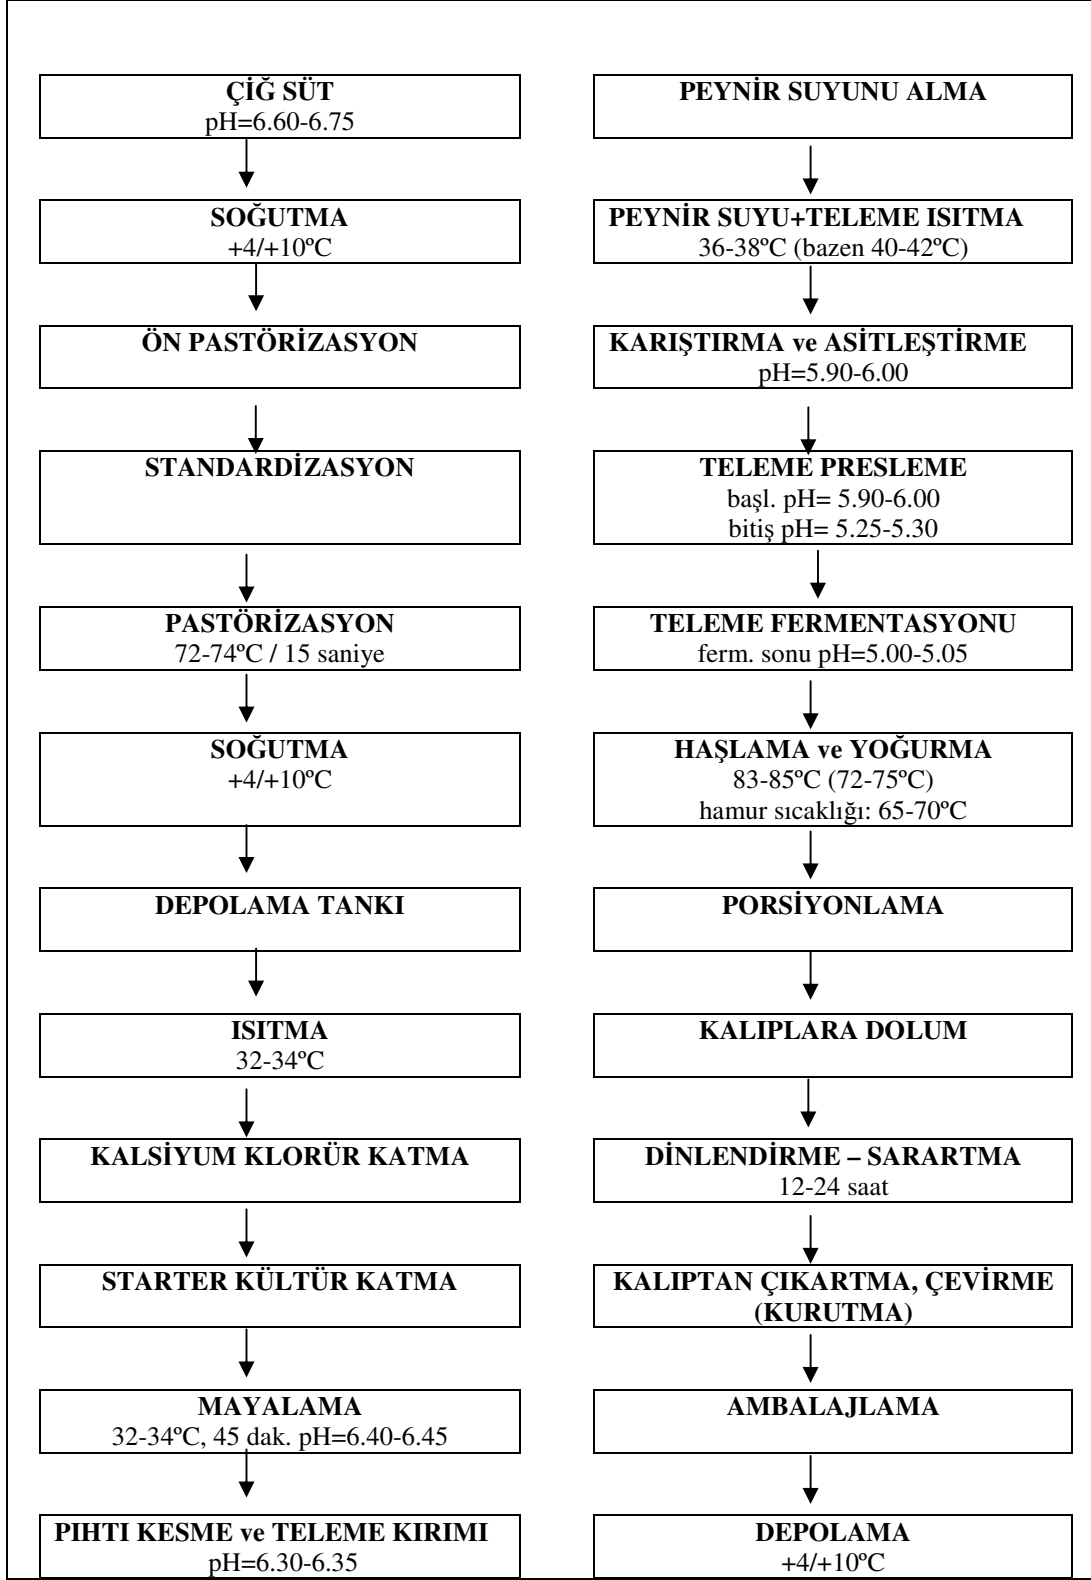 ÇİĞ SÜT
pH=6.60-6.75
SOĞUTMA
+4/+10ºC
ÖN PASTÖRİZASYON
STANDARDİZASYON
PASTÖRİZASYON
72-74ºC / 15 saniye
SOĞUTMA
+4/+10ºC
DEPOLAMA TANKI
ISITMA
32-34ºC
KALSİYUM KLORÜR KATMA
STARTER KÜLTÜR KATMA
MAYALAMA
32-34ºC, 45 dak. pH=6.40-6.45
PIHTI KESME ve TELEME KIRIMI
pH=6.30-6.35
PEYNİR SUYUNU ALMA
PEYNİR SUYU+TELEME ISITMA
36-38ºC (bazen 40-42ºC)
KARIŞTIRMA ve ASİTLEŞTİRME
pH=5.90-6.00
TELEME PRESLEME
başl. pH= 5.90-6.00
bitiş pH= 5.25-5.30
TELEME FERMENTASYONU
ferm. sonu pH=5.00-5.05
HAŞLAMA ve YOĞURMA
83-85ºC (72-75ºC)
hamur sıcaklığı: 65-70ºC
PORSİYONLAMA
KALIPLARA DOLUM
DİNLENDİRME – SARARTMA
12-24 saat
KALIPTAN ÇIKARTMA, ÇEVİRME
(KURUTMA)
AMBALAJLAMA
DEPOLAMA
+4/+10ºC